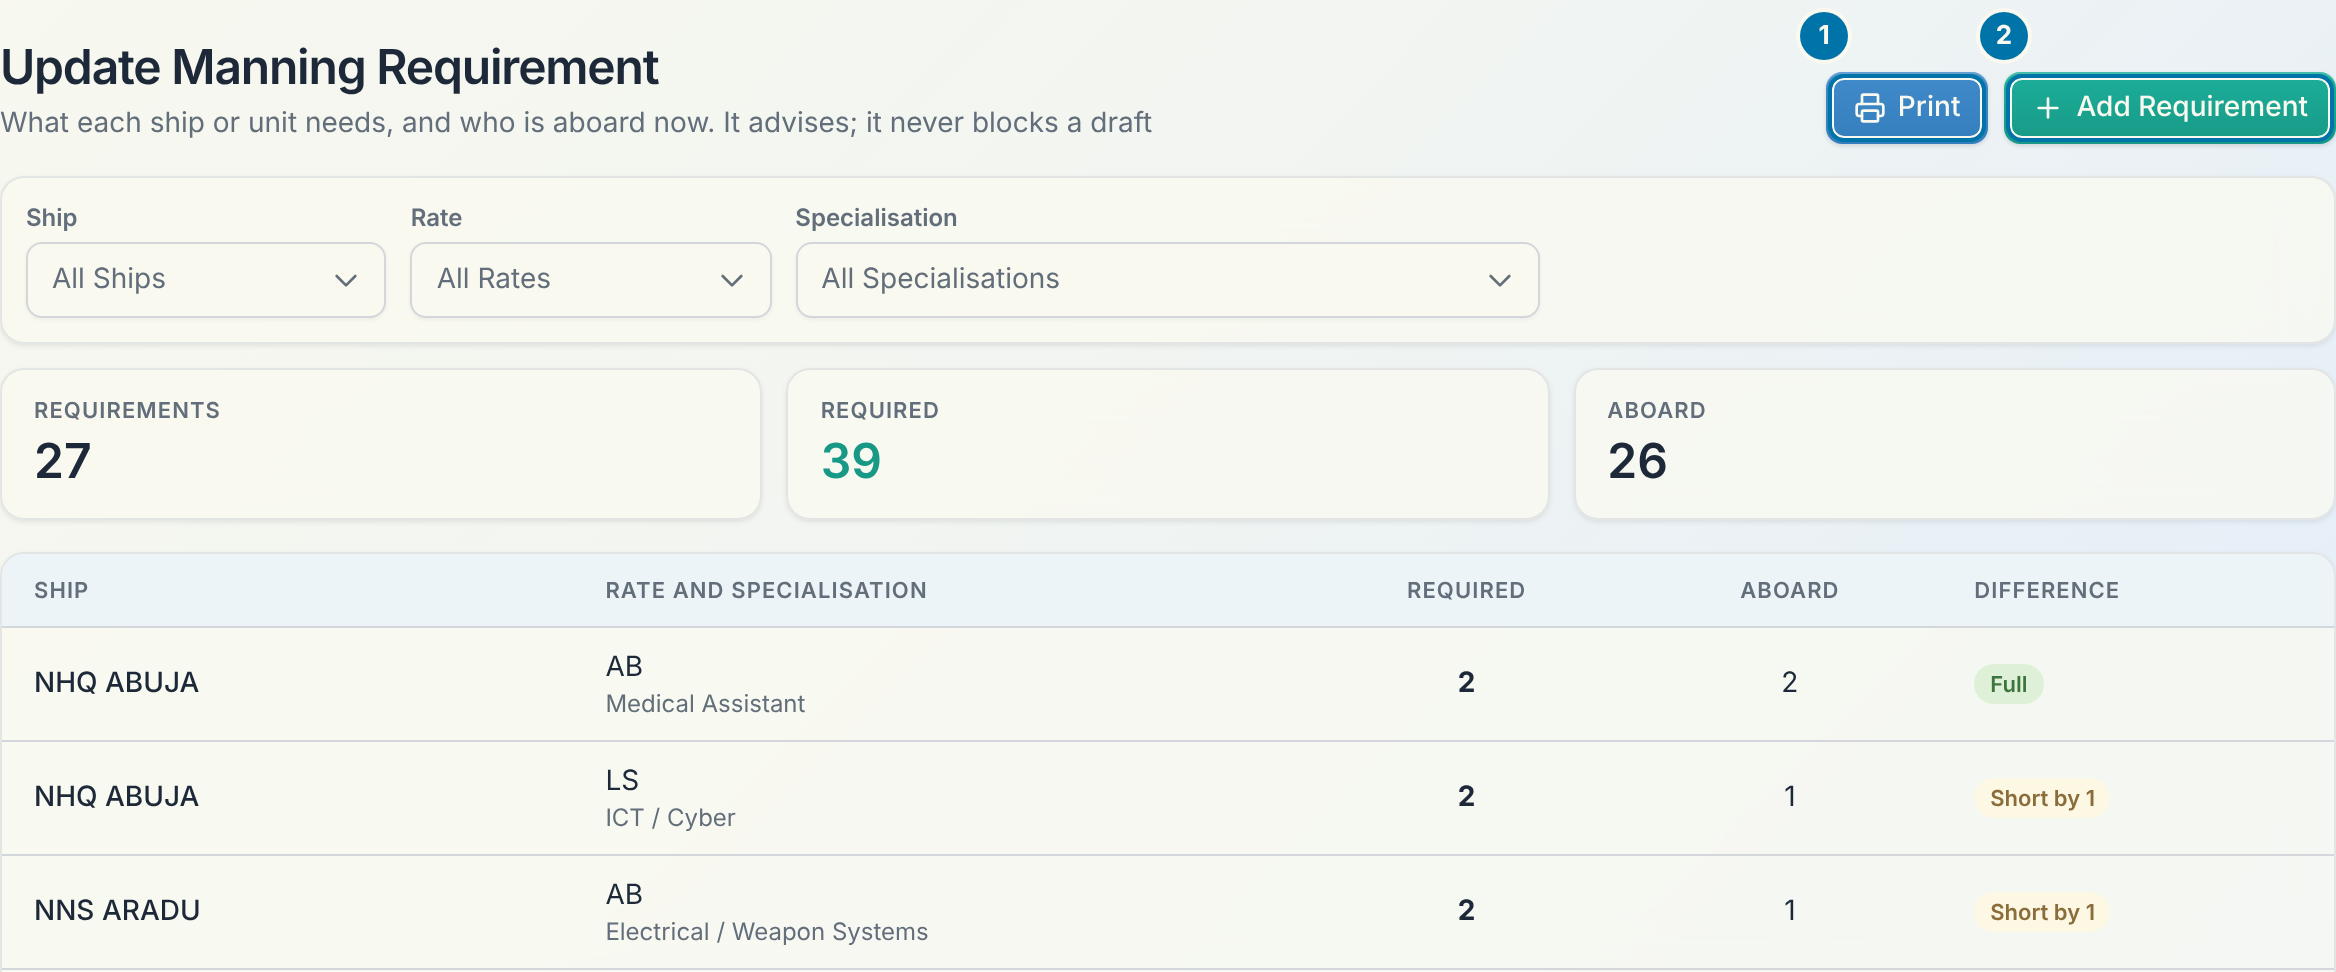 1
2
Update Manning Requirement
What each ship or unit needs, and who is aboard now. It advises; it never blocks a draft
Print
Add Requirement
Ship
Rate
Specialisation
All Ships
All Rates
All Specialisations
REQUIREMENTS
27
REQUIRED
39
ABOARD
26
SHIP RATE AND SPECIALISATION REQUIRED ABOARD DIFFERENCE
NHQ ABUJA
AB
Medical Assistant
2
2
Full
NHQ ABUJA
LS
ICT / Cyber
2
1
Short by 1
NNS ARADU
AB
Electrical / Weapon Systems
2
1
Short by 1